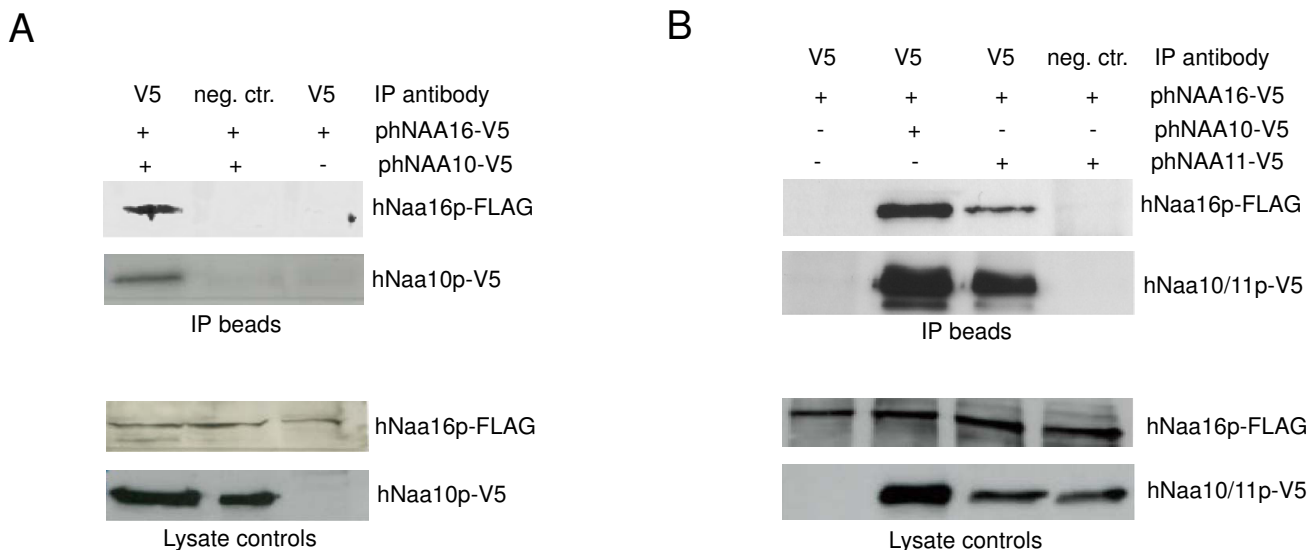 A
V5 neg. ctr. V5 IP antibody
+ + + phNAA16-V5
+ + - phNAA10-V5
hNaa16p-FLAG
hNaa10p-V5
IP beads
hNaa16p-FLAG
hNaa10p-V5
Lysate controls
B
V5 V5 V5 neg. ctr. IP antibody
+ + + + phNAA16-V5
- + - - phNAA10-V5
- - + + phNAA11-V5
hNaa16p-FLAG
hNaa10/11p-V5
IP beads
hNaa16p-FLAG
hNaa10/11p-V5
Lysate controls